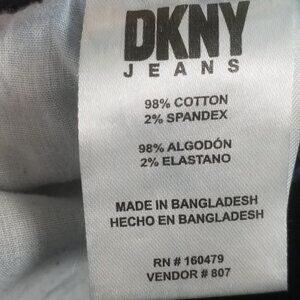 DKNY
JEANS
98% COTTON
2% SPANDEX
98% ALGODÓN
2% ELASTANO
MADE IN BANGLADESH
HECHO EN BANGLADESH
RN # 160479
VENDOR # 807